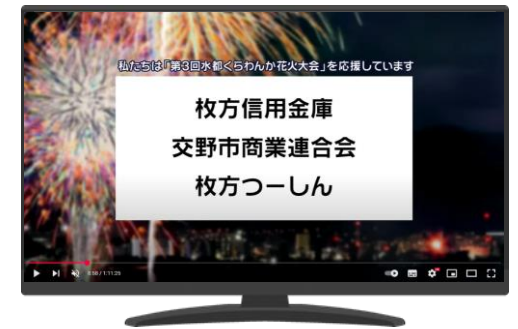 私たちは「第3回水都くらわんか花火大会」を応援しています
枚方信用金庫
交野市商業連合会
枚方つーしん